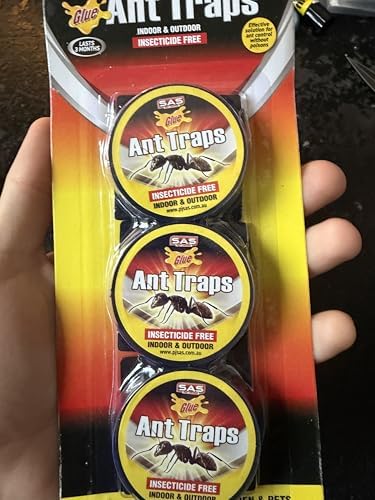 Glue
Ant Traps
INDOOR & OUTDOOR
INSECTICIDE FREE
LASTS
3 MONTHS
Effective
solution for
ant control
without
poisons
SAS
Glue
Ant Traps
INSECTICIDE FREE
INDOOR & OUTDOOR
www.pjsas.com.au
SAS
Glue
Ant Traps
INSECTICIDE FREE
INDOOR & OUTDOOR
www.pjsas.com.au
SAS
Glue
Ant Traps
INSECTICIDE FREE
INDOOR & OUTDOOR
& PETS